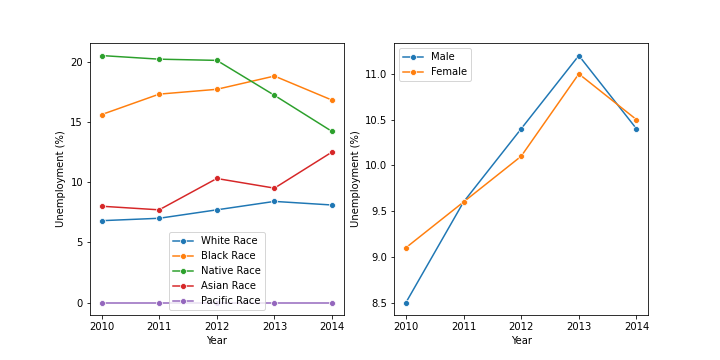 20
15
10
5
0
Unemployment (%)
White Race
Black Race
Native Race
Asian Race
Pacific Race
2010 2011 2012 2013 2014
Year
Male
Female
11.0
10.5
10.0
9.5
9.0
8.5
Unemployment (%)
2010 2011 2012 2013 2014
Year